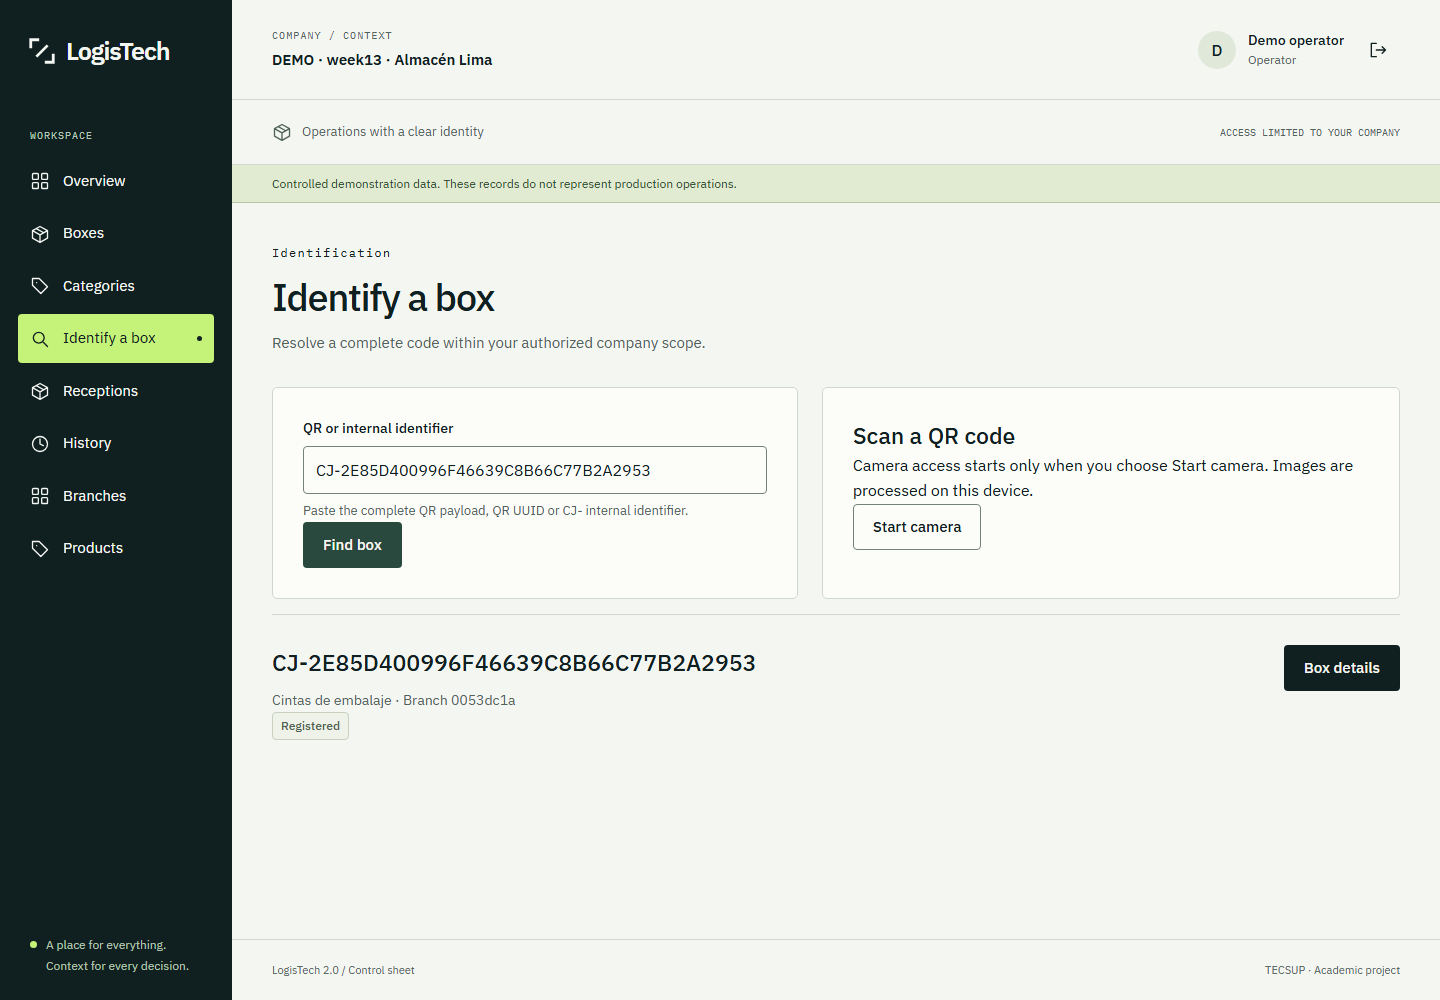 LogisTech
WORKSPACE
Overview
Boxes
Categories
Identify a box
Receptions
History
Branches
Products
A place for everything.
Context for every decision.
COMPANY / CONTEXT
DEMO · week13 · Almacén Lima
D
Demo operator
Operator
Operations with a clear identity
ACCESS LIMITED TO YOUR COMPANY
Controlled demonstration data. These records do not represent production operations.
Identification
Identify a box
Resolve a complete code within your authorized company scope.
QR or internal identifier
CJ-2E85D400996F46639C8B66C77B2A2953
Paste the complete QR payload, QR UUID or CJ- internal identifier.
Find box
Scan a QR code
Camera access starts only when you choose Start camera. Images are
processed on this device.
Start camera
CJ-2E85D400996F46639C8B66C77B2A2953
Cintas de embalaje · Branch 0053dc1a
Registered
Box details
LogisTech 2.0 / Control sheet
TECSUP · Academic project